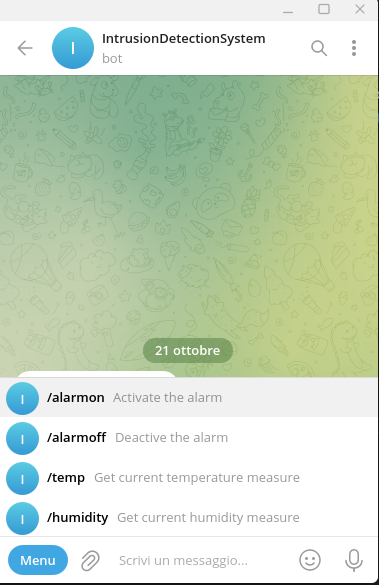 I
IntrusionDetectionSystem
bot
21 ottobre
I /alarmon Activate the alarm
I /alarmoff Deactive the alarm
I /temp Get current temperature measure
I /humidity Get current humidity measure
Menu Scrivi un messaggio...